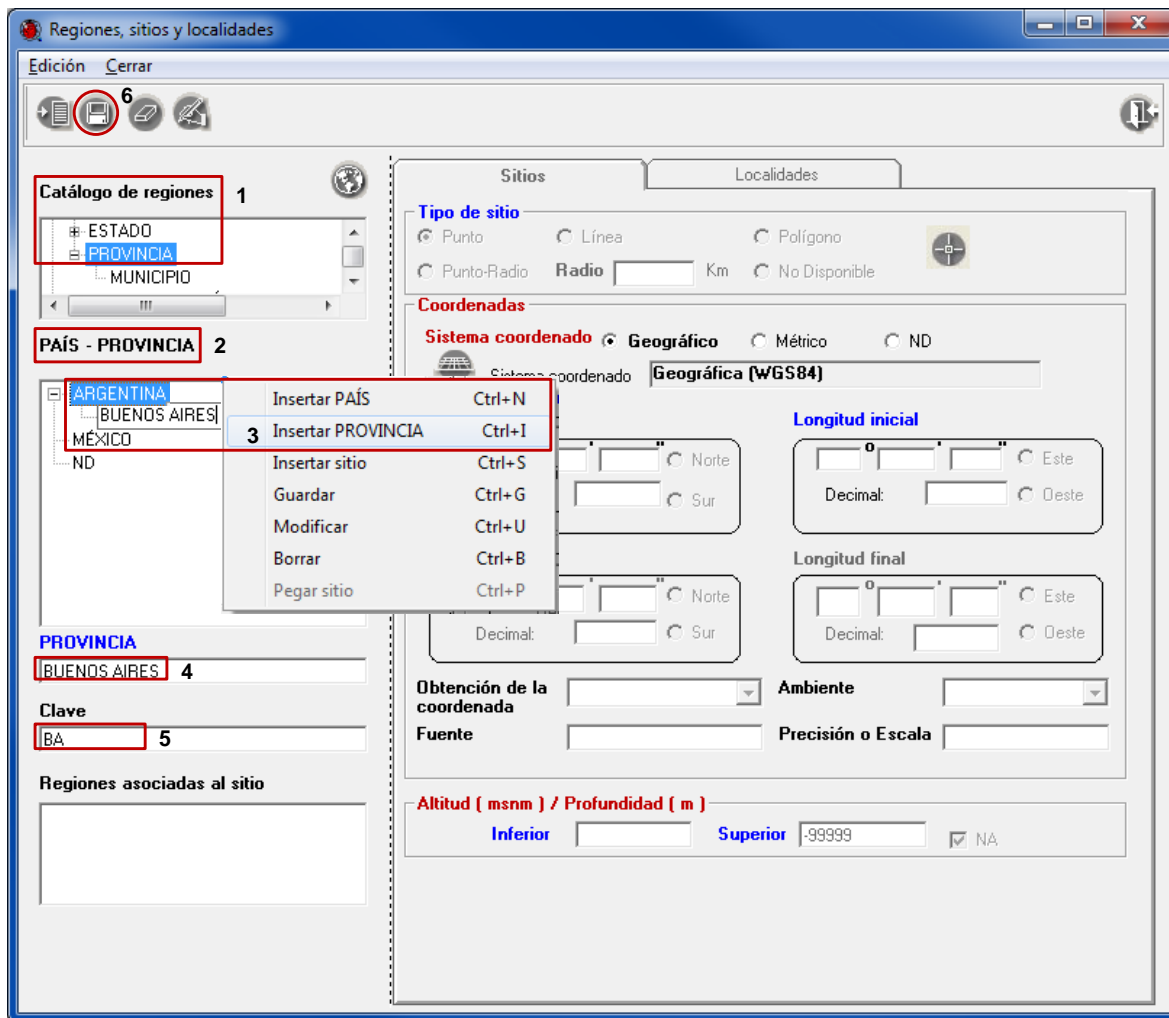 Regiones, sitios y localidades
Edición Cerrar
6
Catálogo de regiones 1
ESTADO
PROVINCIA
MUNICIPIO
PAÍS - PROVINCIA 2
ARGENTINA
BUENOS AIRES
MÉXICO
ND
3
Insertar PAÍS Ctrl+N
Insertar PROVINCIA Ctrl+I
Insertar sitio Ctrl+S
Guardar Ctrl+G
Modificar Ctrl+U
Borrar Ctrl+B
Pegar sitio Ctrl+P
PROVINCIA
BUENOS AIRES 4
Clave
BA 5
Regiones asociadas al sitio
Sitios Localidades
Tipo de sitio
Punto Línea Polígono
Punto-Radio Radio Km No Disponible
Coordenadas
Sistema coordenado Geográfico Métrico ND
Sistema coordenado Geográfica (WGS84)
Longitud inicial
' " Norte
Sur
o ' " Este
Decimal: Oeste
Longitud final
' " Norte
Decimal: Sur
o ' " Este
Decimal: Oeste
Obtención de la coordenada
Ambiente
Fuente
Precisión o Escala
Altitud ( msnm ) / Profundidad ( m )
Inferior Superior -99999 NA